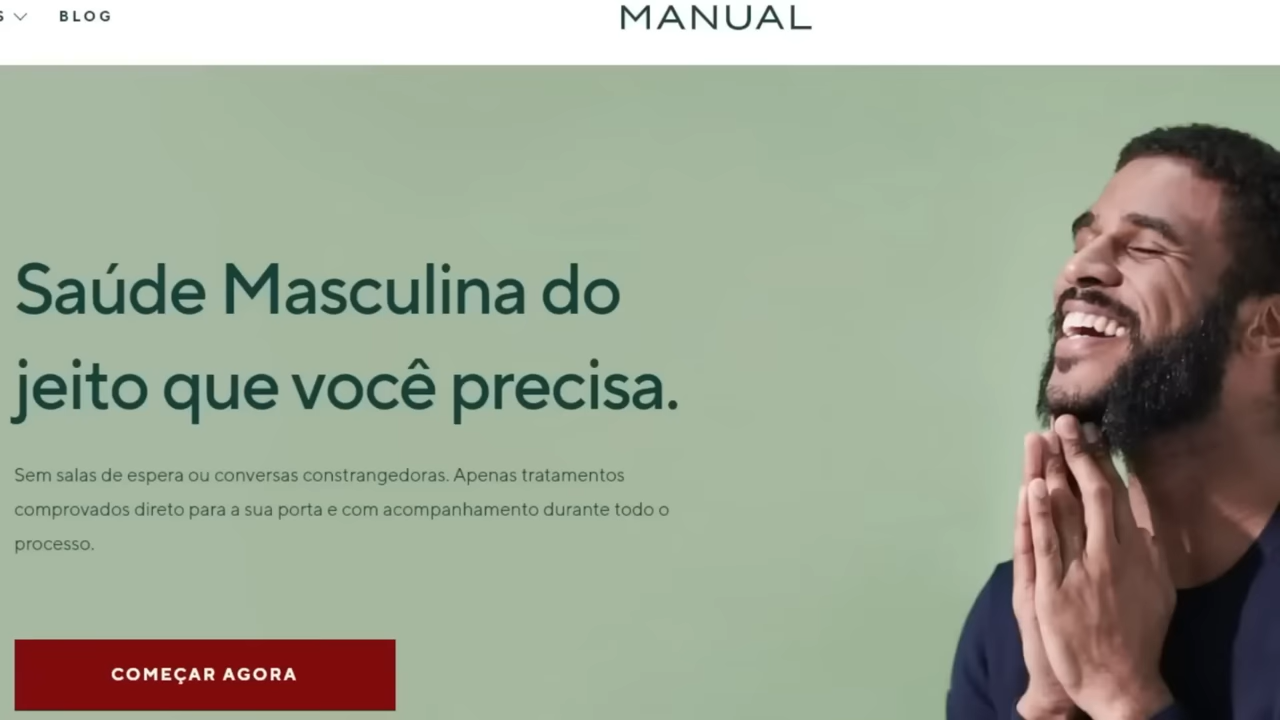 BLOG
MANUAL
Saúde Masculina do
jeito que você precisa.
Sem salas de espera ou conversas constrangedoras. Apenas tratamentos
comprovados direto para a sua porta e com acompanhamento durante todo o
processo.
COMEÇAR AGORA